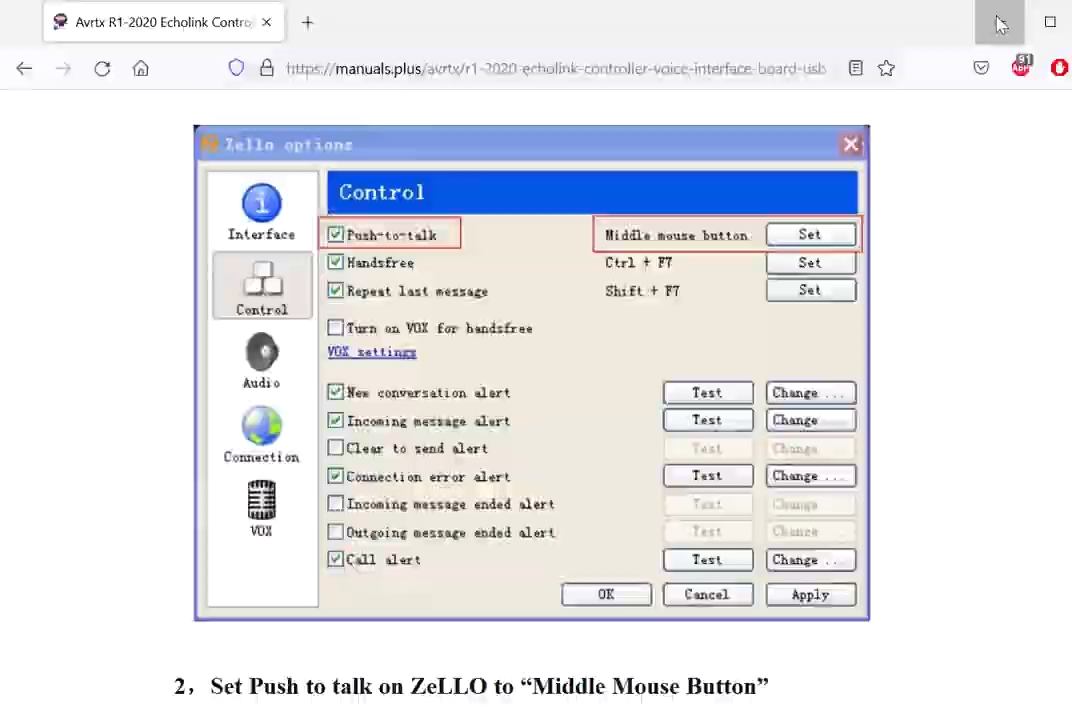 Avrtx R1-2020 Echolink Contro
https://manuals.plus/avrtx/r1-2020-echolink-controller-voice-interface-board-usb
91
ABP
Zello options
Interface
Control
Audio
Connection
VOX
Control
Push-to-talk Middle mouse button Set
Handsfree Ctrl + F7 Set
Repeat last message Shift + F7 Set
Turn on VOX for handsfree
VOX settings
New conversation alert Test Change ...
Incoming message alert Test Change ...
Clear to send alert Test Change
Connection error alert Test Change ...
Incoming message ended alert Test Change
Outgoing message ended alert Test Change
Call alert Test Change ...
OK Cancel Apply
2，Set Push to talk on ZeLLO to “Middle Mouse Button”